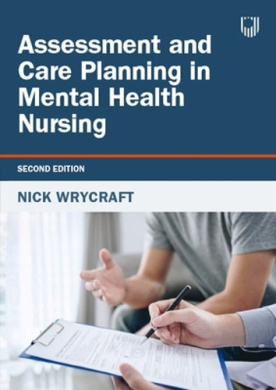 Assessment and
Care Planning in
Mental Health
Nursing
SECOND EDITION
NICK WRYCRAFT